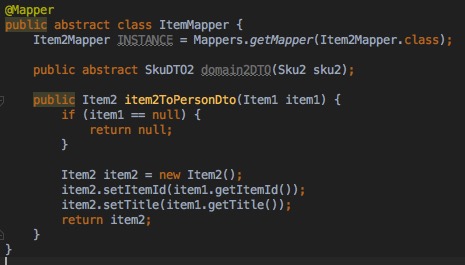 @Mapper
public abstract class ItemMapper {
    Item2Mapper INSTANCE = Mappers.getMapper(Item2Mapper.class);
    public abstract SkuDTO2 domain2DTO(Sku2 sku2);
    public Item2 item2ToPersonDto(Item1 item1) {
        if (item1 == null) {
            return null;
        }
        Item2 item2 = new Item2();
        item2.setItemId(item1.getItemId());
        item2.setTitle(item1.getTitle());
        return item2;
    }
}